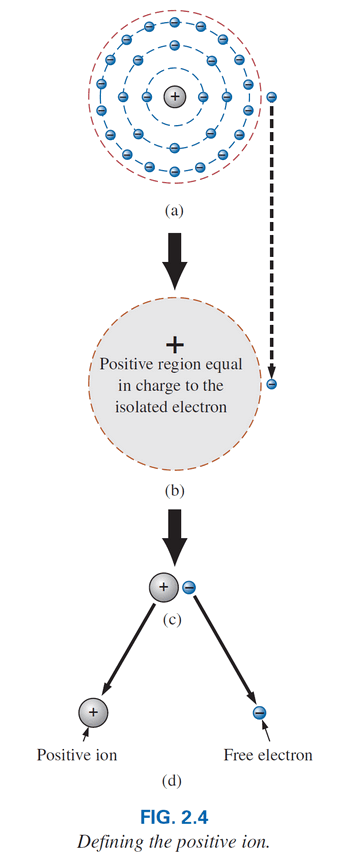 (a)
+
Positive region equal
in charge to the
isolated electron
(b)
+ −
(c)
+ −
Positive ion Free electron
(d)
FIG. 2.4
Defining the positive ion.